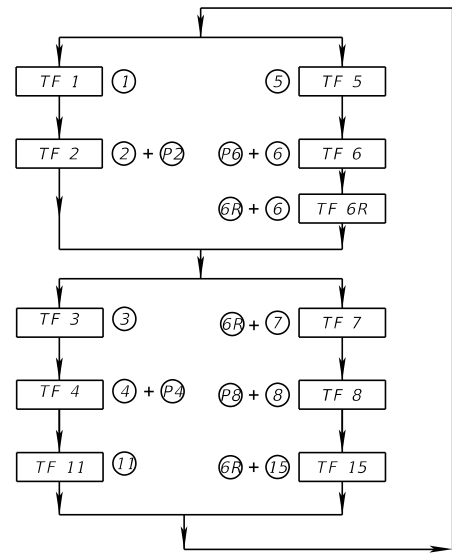 TF 1 1 5 TF 5
TF 2 2 + P2 P6 + 6 TF 6
6R + 6 TF 6R
TF 3 3 6R + 7 TF 7
TF 4 4 + P4 P8 + 8 TF 8
TF 11 11 6R + 15 TF 15